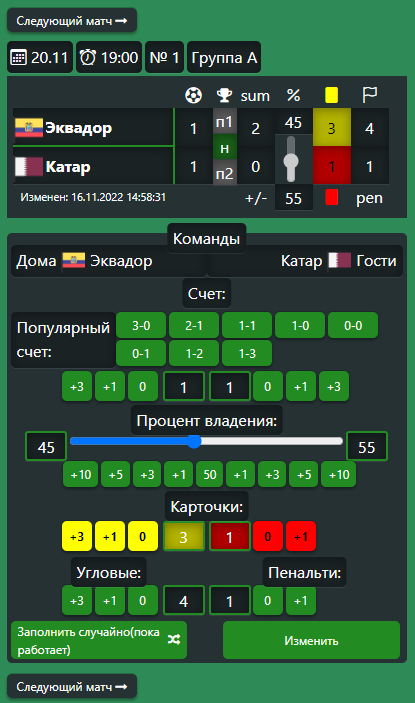 Следующий матч
20.11 19:00 № 1 Группа А
sum %
Эквадор 1 п1 2 45 3 4
н
Катар 1 п2 0 1 1
Изменен: 16.11.2022 14:58:31 +/- 55 pen
Команды
Дома Эквадор Катар Гости
Счет:
Популярный счет:
3-0 2-1 1-1 1-0 0-0
0-1 1-2 1-3
+3 +1 0 1 1 0 +1 +3
Процент владения:
45 55
+10 +5 +3 +1 50 +1 +3 +5 +10
Карточки:
+3 +1 0 3 1 0 +1
Угловые: Пенальти:
+3 +1 0 4 1 0 +1
Заполнить случайно(пока
работает)
Изменить
Следующий матч